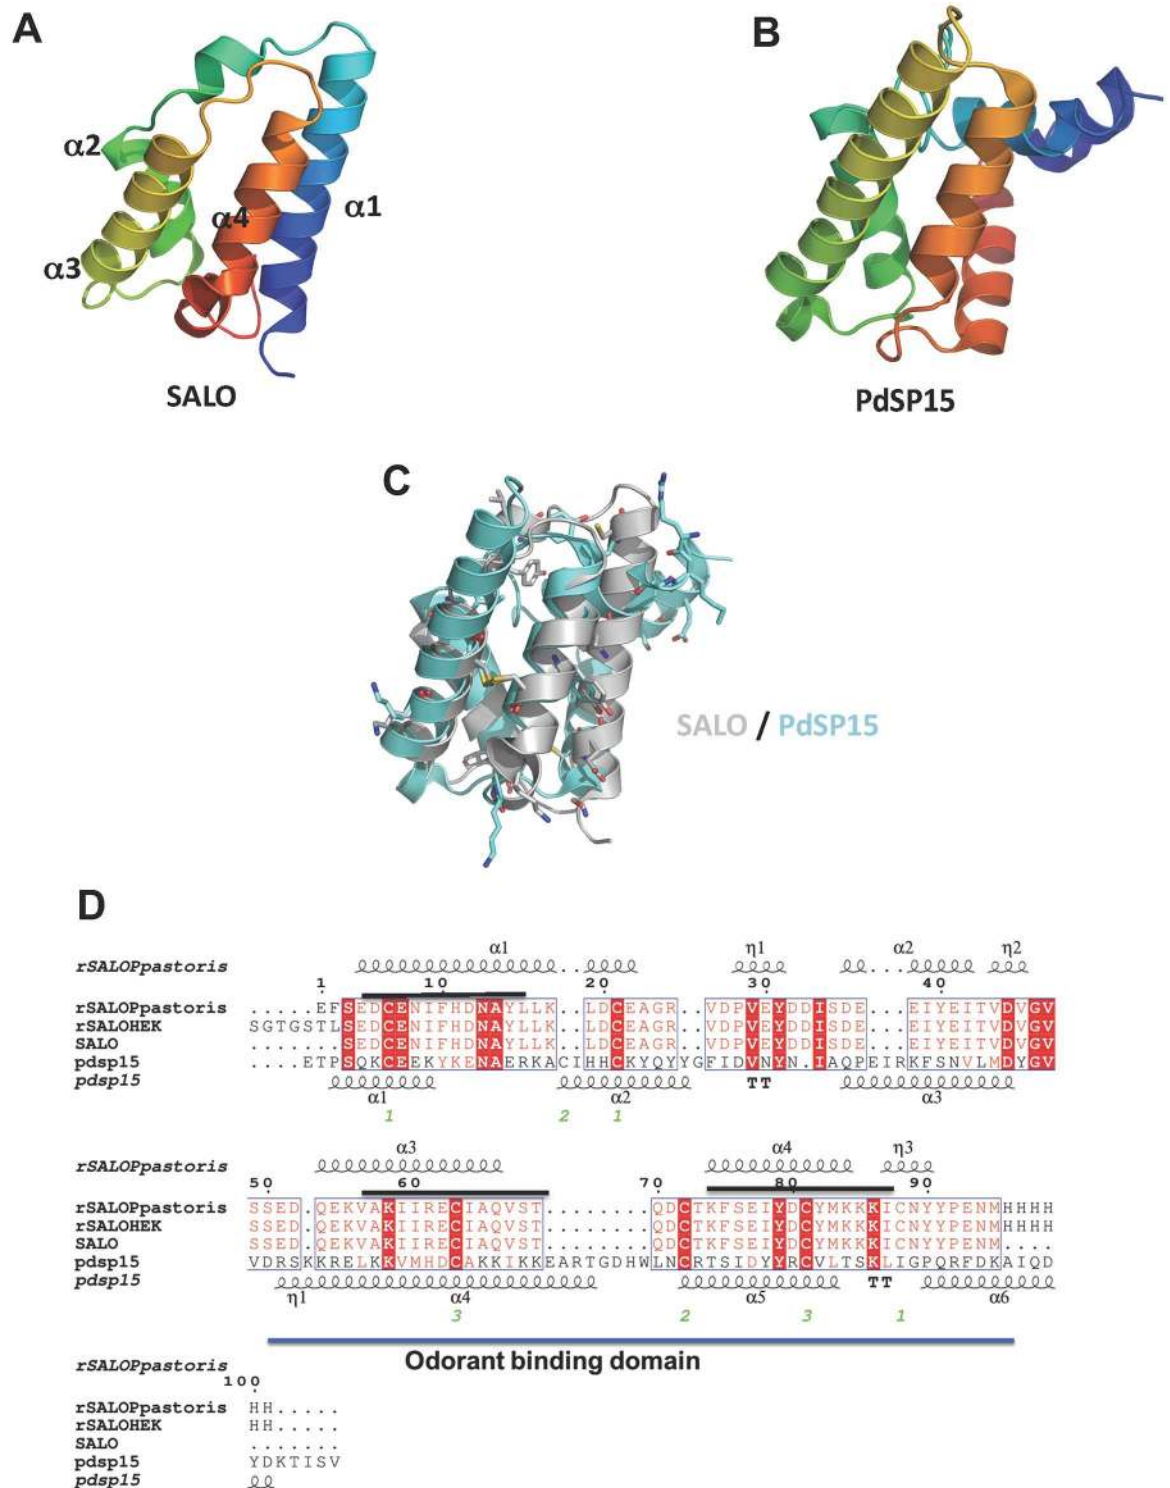 A
B
α2
α1
α4
α3
SALO
PdSP15
C
SALO / PdSP15
D
α1 η1 α2 η2
rSALOPpastoris
1 10 20 30 40
rSALOPpastoris .....EFSEDCENIFHDNAYLLK..LDCEAGR..VDPVEYDDISDE...EIYEITVDVGV
rSALOHEK SGTGSTLSEDCENIFHDNAYLLK..LDCEAGR..VDPVEYDDISDE...EIYEITVDVGV
SALO .......SEDCENIFHDNAYLLK..LDCEAGR..VDPVEYDDISDE...EIYEITVDVGV
pdsp15 ....ETPSQKCEEKYKENAERKACIHHCKYQYYGFIDVNYN.IAQPEIRKFSNVLMDYGV
pdsp15 TT
α1 α2 α3
1 2 1
α3 α4 η3
rSALOPpastoris
50 60 70 80 90
rSALOPpastoris SSED.QEKVAKIIRECIAQVST........QDCTKFSEIYDCYMKKKICNYYPENMHHHH
rSALOHEK SSED.QEKVAKIIRECIAQVST........QDCTKFSEIYDCYMKKKICNYYPENMHHHH
SALO SSED.QEKVAKIIRECIAQVST........QDCTKFSEIYDCYMKKKICNYYPENM....
pdsp15 VDRSKKRELKKVMHDCAKKIKKEARTGDHWLNCRTSIDYYRCVLTSKLIGPQRFDKAIQD
pdsp15 TT
η1 α4 α5 α6
3 2 3 1
Odorant binding domain
rSALOPpastoris
100
rSALOPpastoris HH.....
rSALOHEK HH.....
SALO .......
pdsp15 YDKTISV
pdsp15